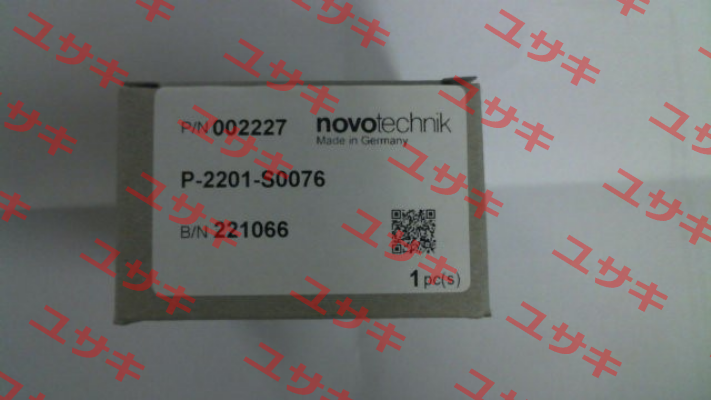 P/N 002227
novotechnik
Made in Germany
P-2201-S0076
B/N 221066
1 pc(s)
ユサキ